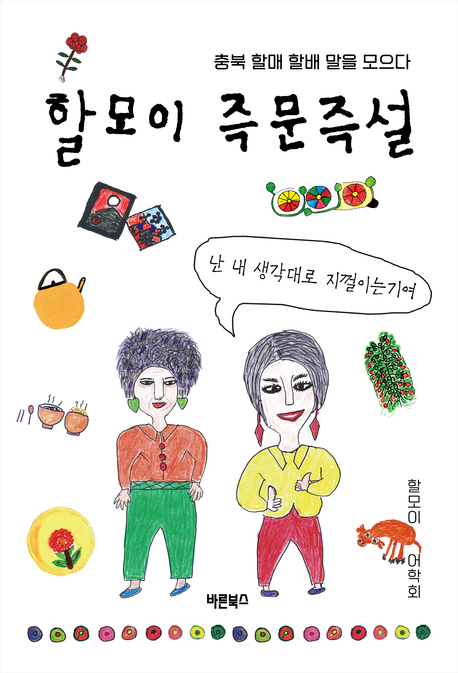 충북 할매 할배 말을 모으다
할모이 즉문즉설
난 내 생각대로 지껄이는기여
할모이 어학회
바른북스